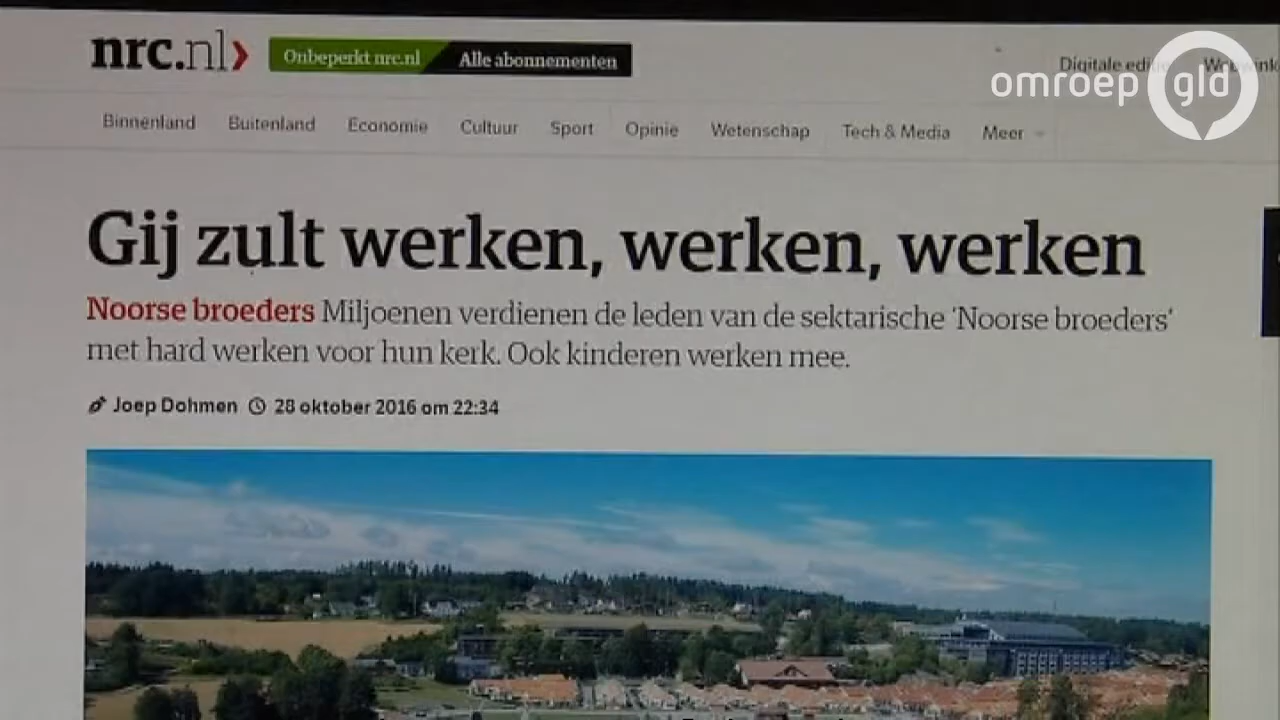 nrc.nl›
Onbeperkt nrc.nl Alle abonnementen
Digitale
omroep gld
Binnenland Buitenland Economie Cultuur Sport Opinie Wetenschap Tech & Media Meer
Gij zult werken, werken, werken
Noorse broeders Miljoenen verdienen de leden van de sektarische 'Noorse broeders'
met hard werken voor hun kerk. Ook kinderen werken mee.
Joep Dohmen 28 oktober 2016 om 22:34